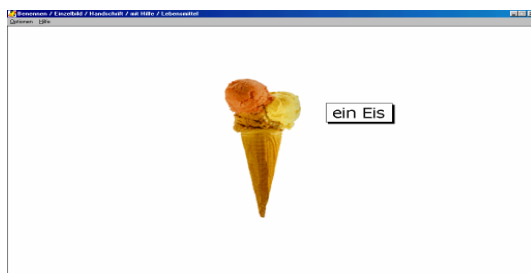 Benennen / Einzelbild / Handschrift / mit Hilfe / Lebensmittel
Optionen Hilfe
ein Eis